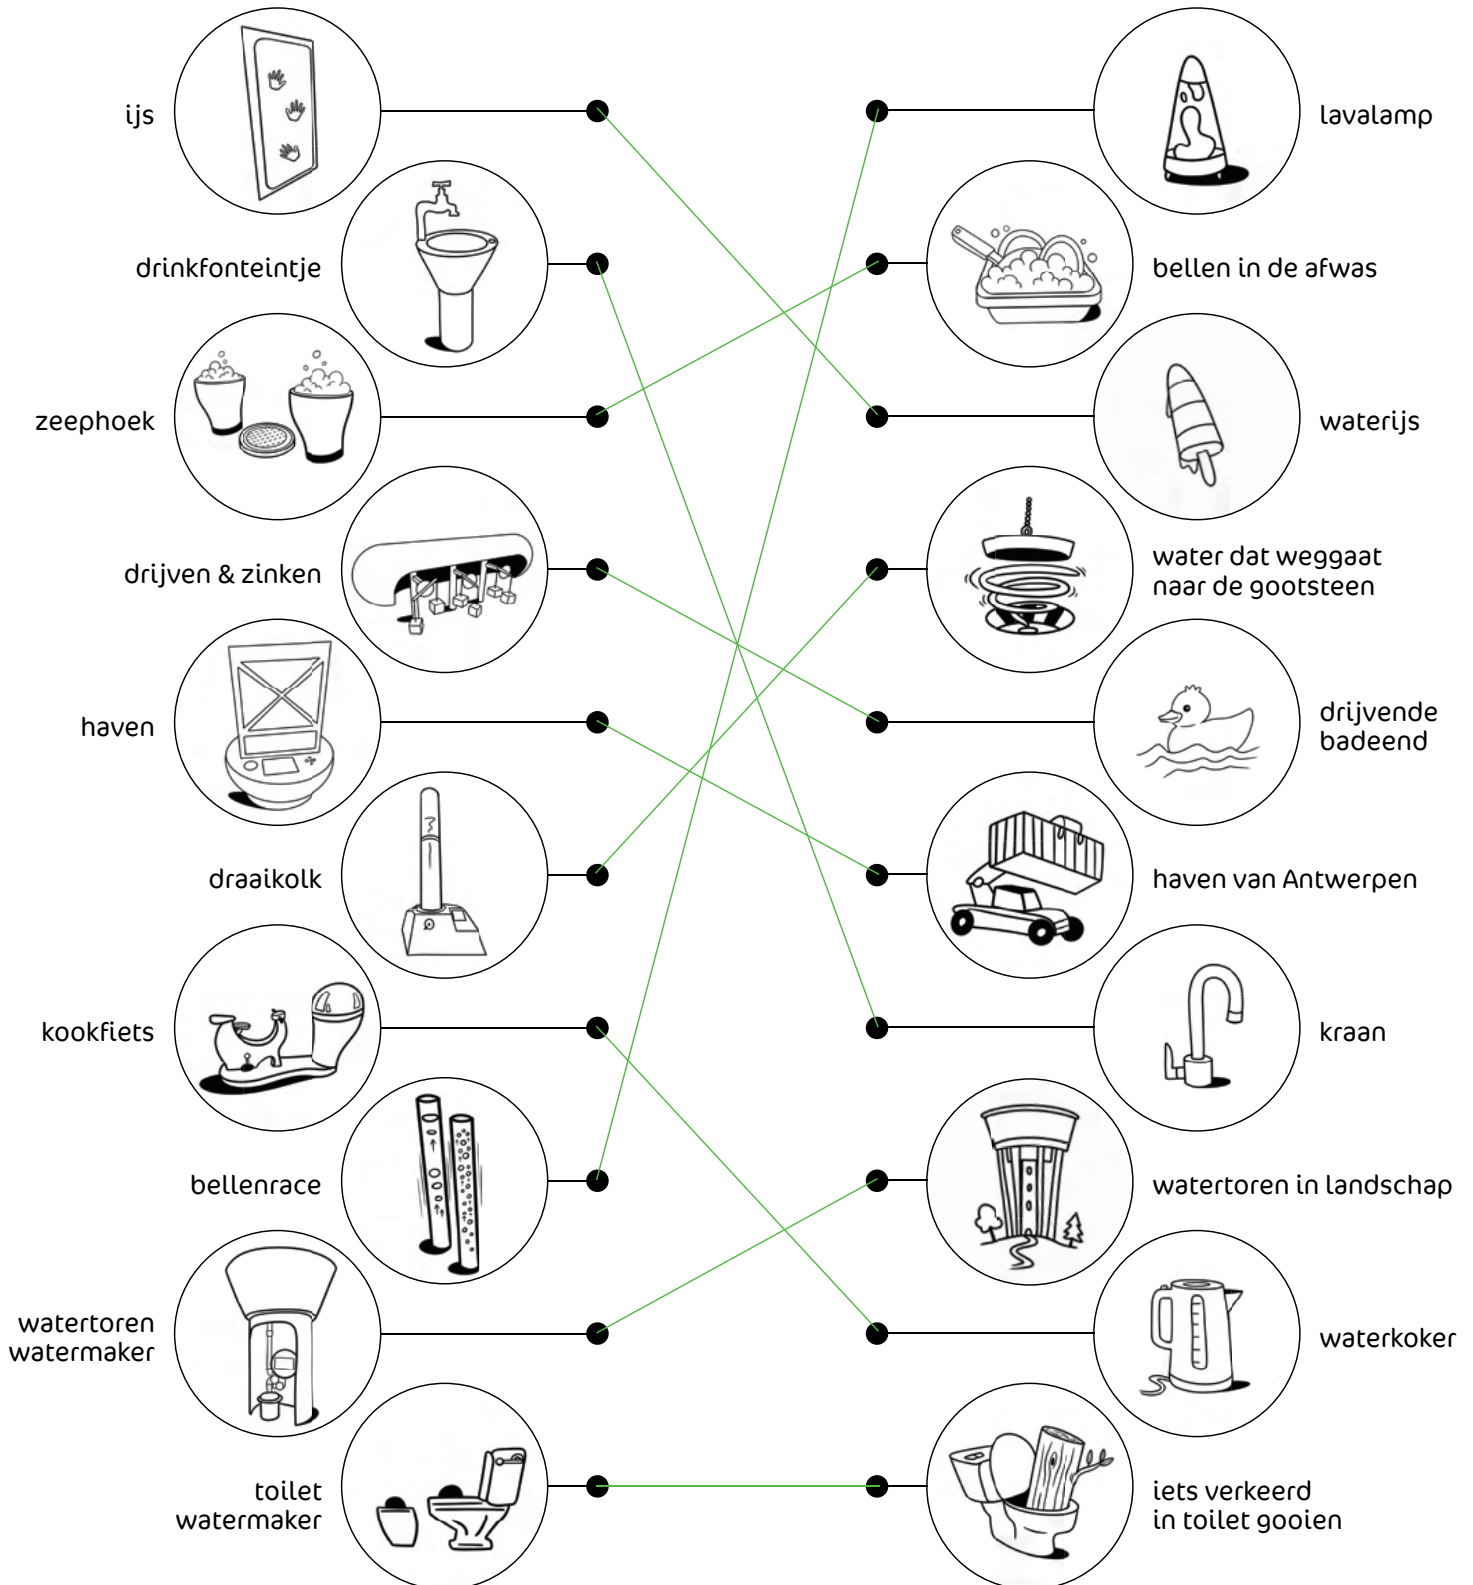 ijs
lavalamp
drinkfonteintje
bellen in de afwas
zeephoek
waterijs
drijven & zinken
water dat weggaat
naar de gootsteen
haven
drijvende
badeend
draaikolk
haven van Antwerpen
kookfiets
kraan
bellenrace
watertoren in landschap
watertoren
watermaker
waterkoker
toilet
watermaker
iets verkeerd
in toilet gooien